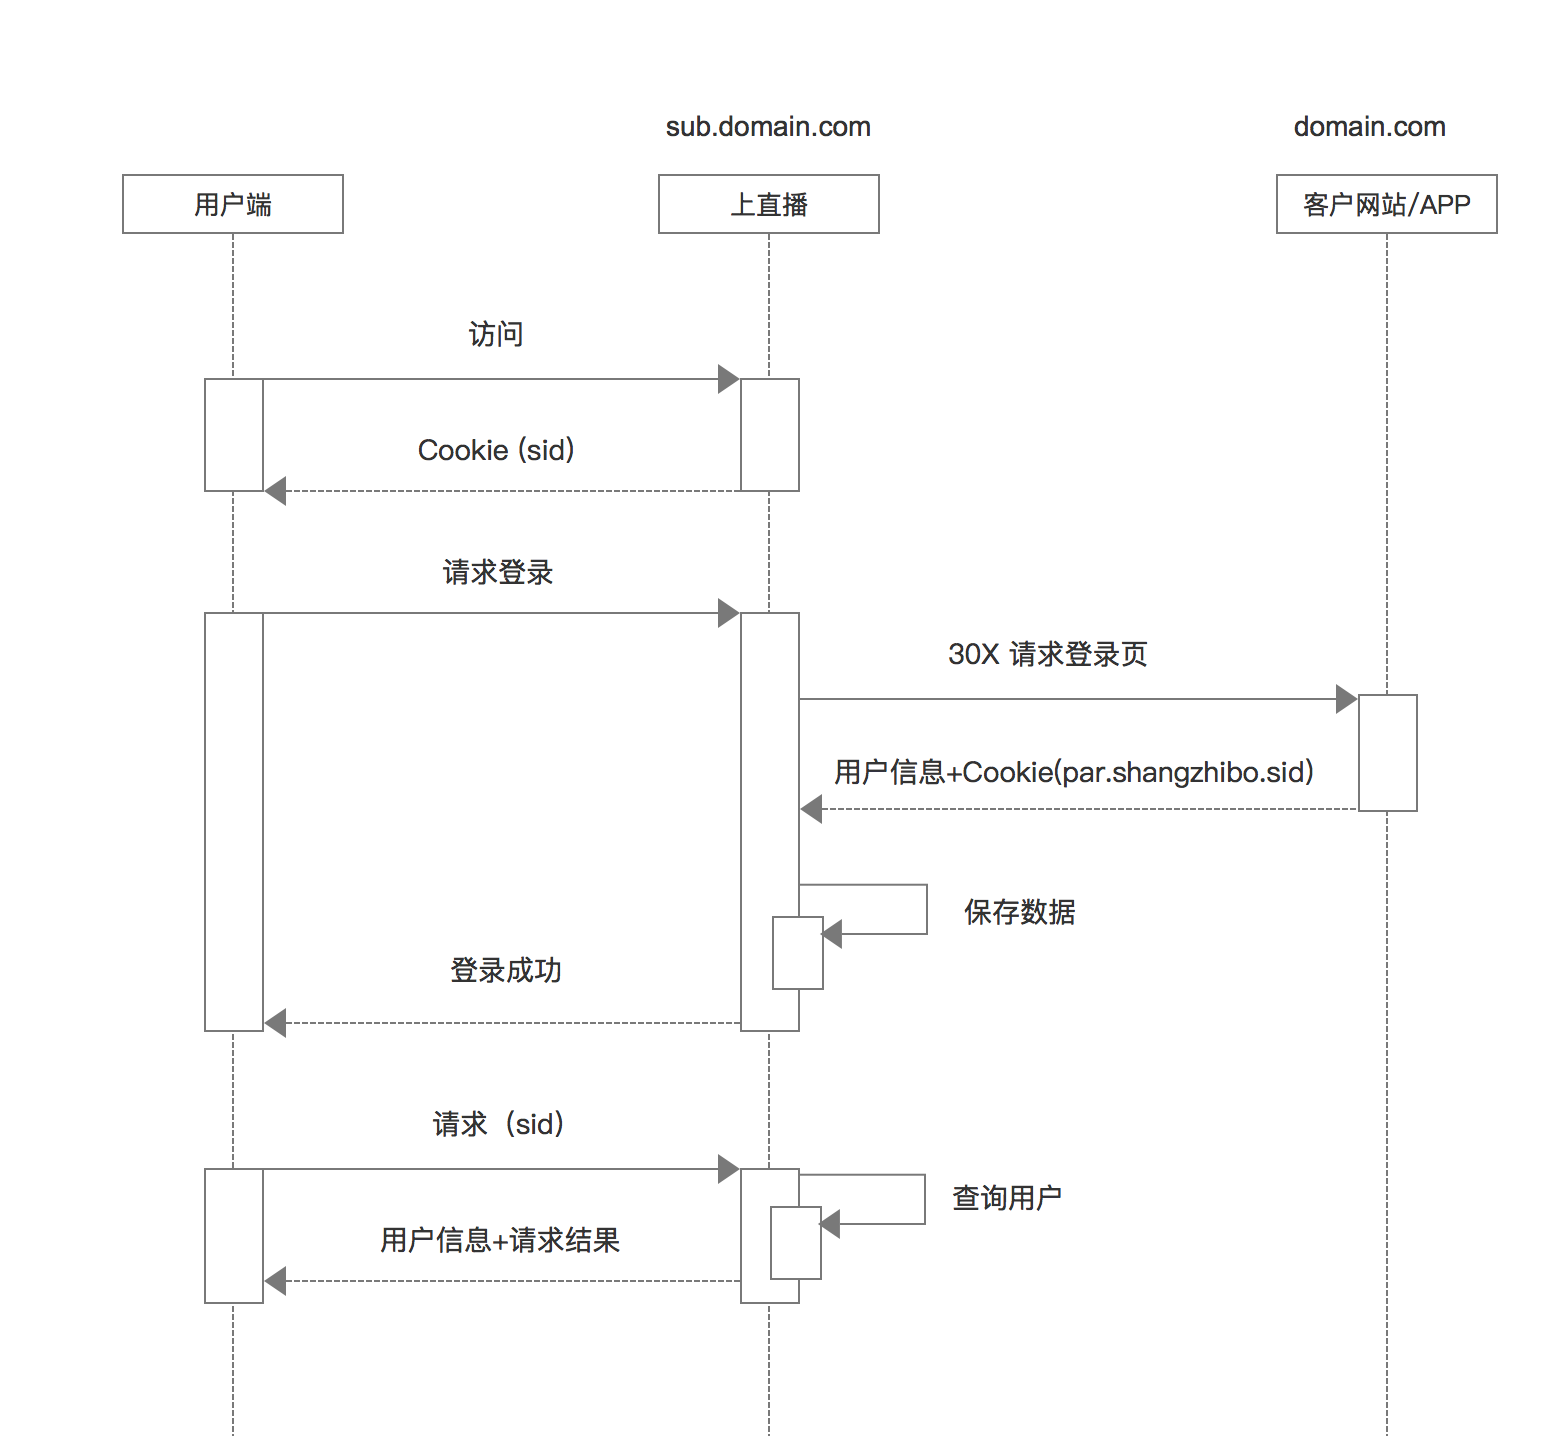 sub.domain.com
domain.com
用户端
上直播
客户网站/APP
访问
Cookie (sid)
请求登录
30X 请求登录页
用户信息+Cookie(par.shangzhibo.sid)
保存数据
登录成功
请求（sid）
查询用户
用户信息+请求结果